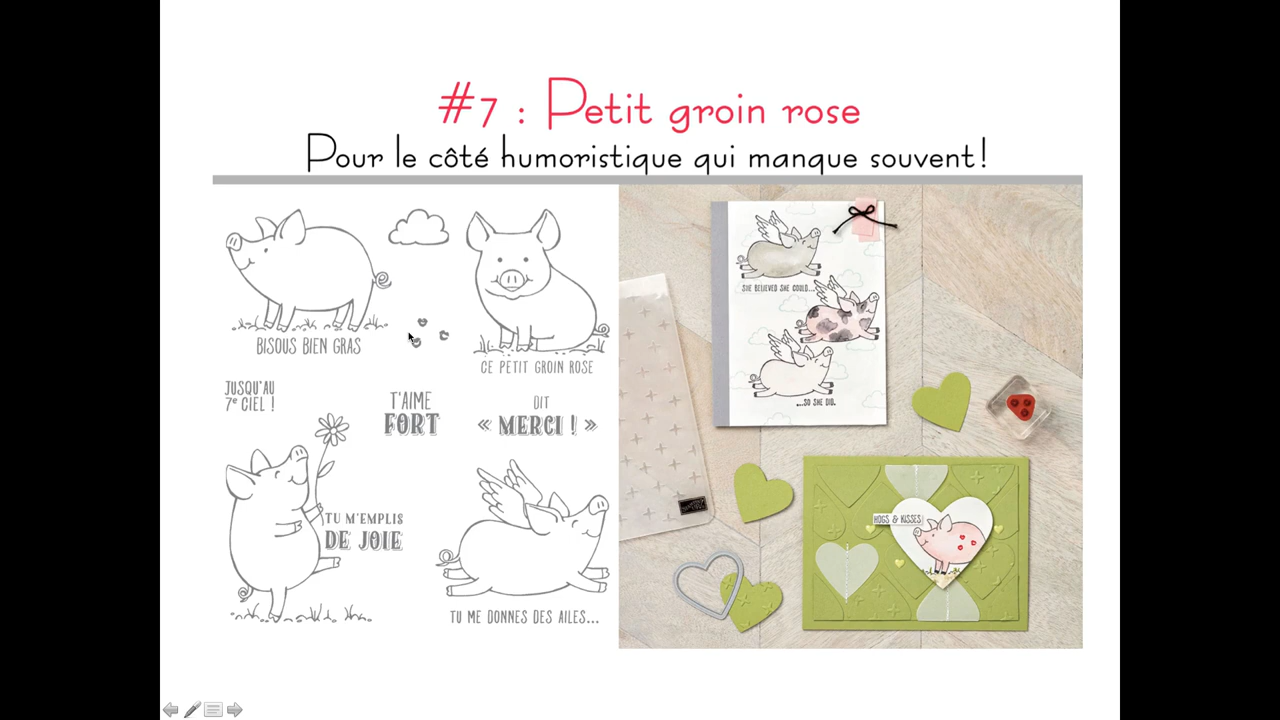 #7 : Petit groin rose
Pour le côté humoristique qui manque souvent!
BISOUS BIEN GRAS
CE PETIT GROIN ROSE
JUSQU'AU
7e CIEL !
T'AIME
FORT
DIT
« MERCI ! »
TU M'EMPLIS
DE JOIE
TU ME DONNES DES AILES...
SHE BELIEVED SHE COULD...
...SO SHE DID.
HOGS & KISSES